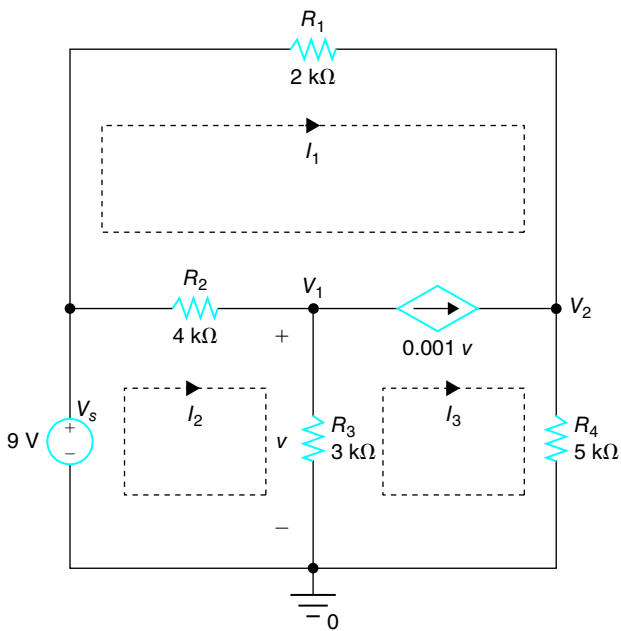 R1
2 kΩ
I1
R2
4 kΩ
V1
V2
0.001 v
+
Vs
9 V
+
−
I2
v
R3
3 kΩ
I3
R4
5 kΩ
−
0